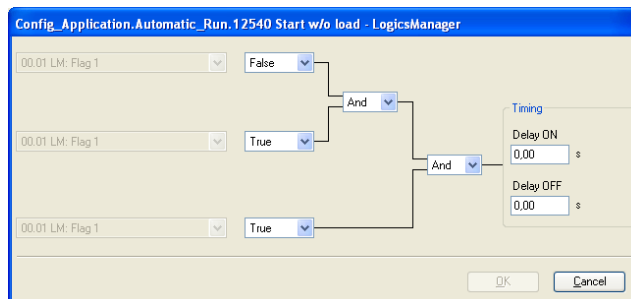 Config_Application.Automatic_Run.12540 Start w/o load - LogicsManager
00.01 LM: Flag 1
False
And
Timing
00.01 LM: Flag 1
True
Delay ON
0,00 s
And
Delay OFF
0,00 s
00.01 LM: Flag 1
True
OK
Cancel